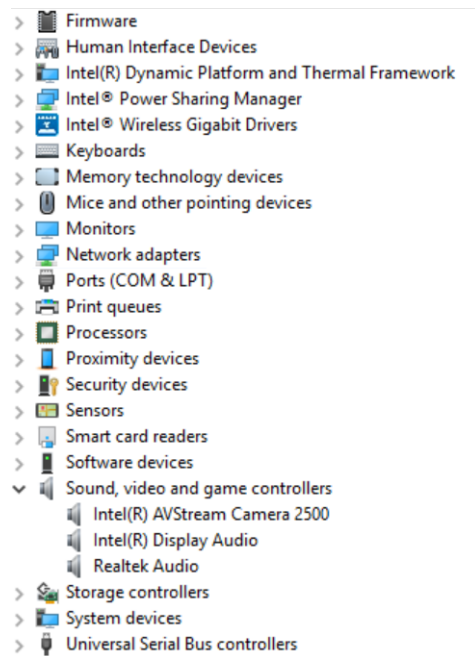 Firmware
Human Interface Devices
Intel(R) Dynamic Platform and Thermal Framework
Intel® Power Sharing Manager
Intel® Wireless Gigabit Drivers
Keyboards
Memory technology devices
Mice and other pointing devices
Monitors
Network adapters
Ports (COM & LPT)
Print queues
Processors
Proximity devices
Security devices
Sensors
Smart card readers
Software devices
Sound, video and game controllers
Intel(R) AVStream Camera 2500
Intel(R) Display Audio
Realtek Audio
Storage controllers
System devices
Universal Serial Bus controllers